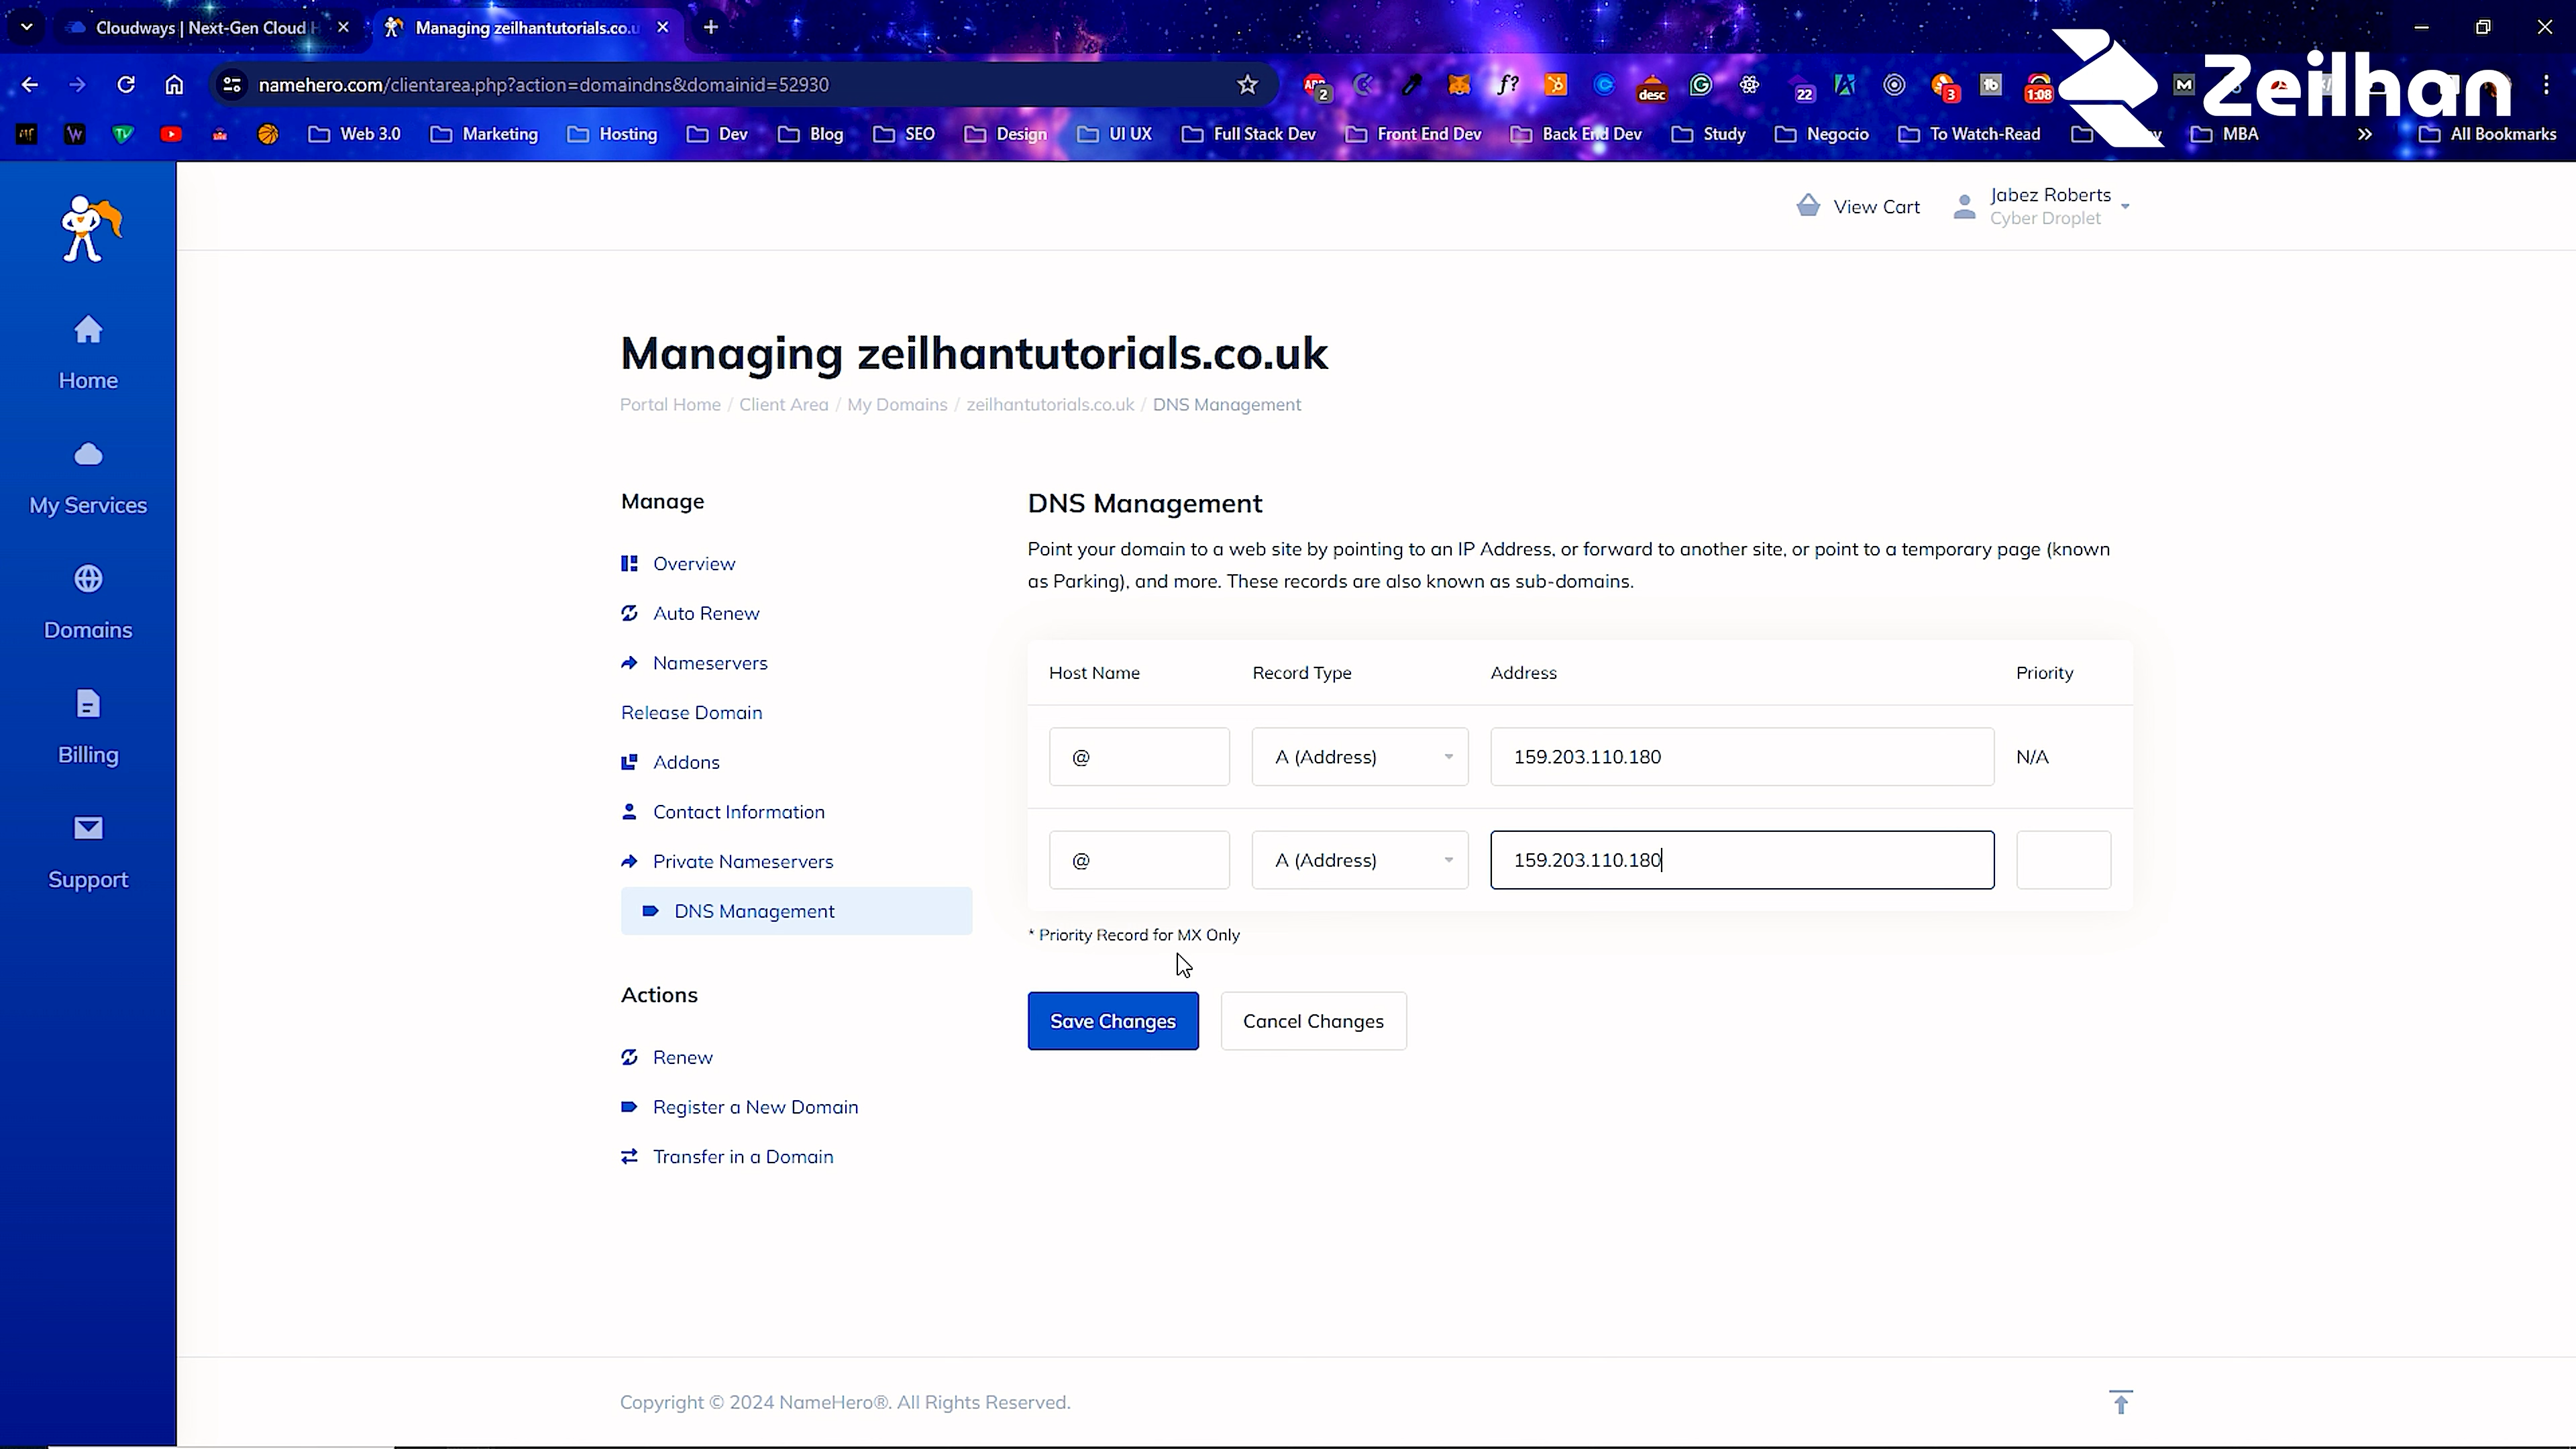 Cloudways | Next-Gen Cloud H
Managing zeilhantutorials.co.u
namehero.com/clientarea.php?action=domaindns&domainid=52930
2
f?
desc
22
3
1:08
M
Zeilhan
Web 3.0
Marketing
Hosting
Dev
Blog
SEO
Design
UI UX
Full Stack Dev
Front End Dev
Back End Dev
Study
Negocio
To Watch-Read
MBA
All Bookmarks
View Cart
Jabez Roberts
Cyber Droplet
Home
My Services
Domains
Billing
Support
Managing zeilhantutorials.co.uk
Portal Home / Client Area / My Domains / zeilhantutorials.co.uk / DNS Management
Manage
Overview
Auto Renew
Nameservers
Release Domain
Addons
Contact Information
Private Nameservers
DNS Management
Actions
Renew
Register a New Domain
Transfer in a Domain
DNS Management
Point your domain to a web site by pointing to an IP Address, or forward to another site, or point to a temporary page (known
as Parking), and more. These records are also known as sub-domains.
Host Name Record Type Address Priority
@ A (Address) 159.203.110.180 N/A
@ A (Address) 159.203.110.180
* Priority Record for MX Only
Save Changes Cancel Changes
Copyright © 2024 NameHero®. All Rights Reserved.